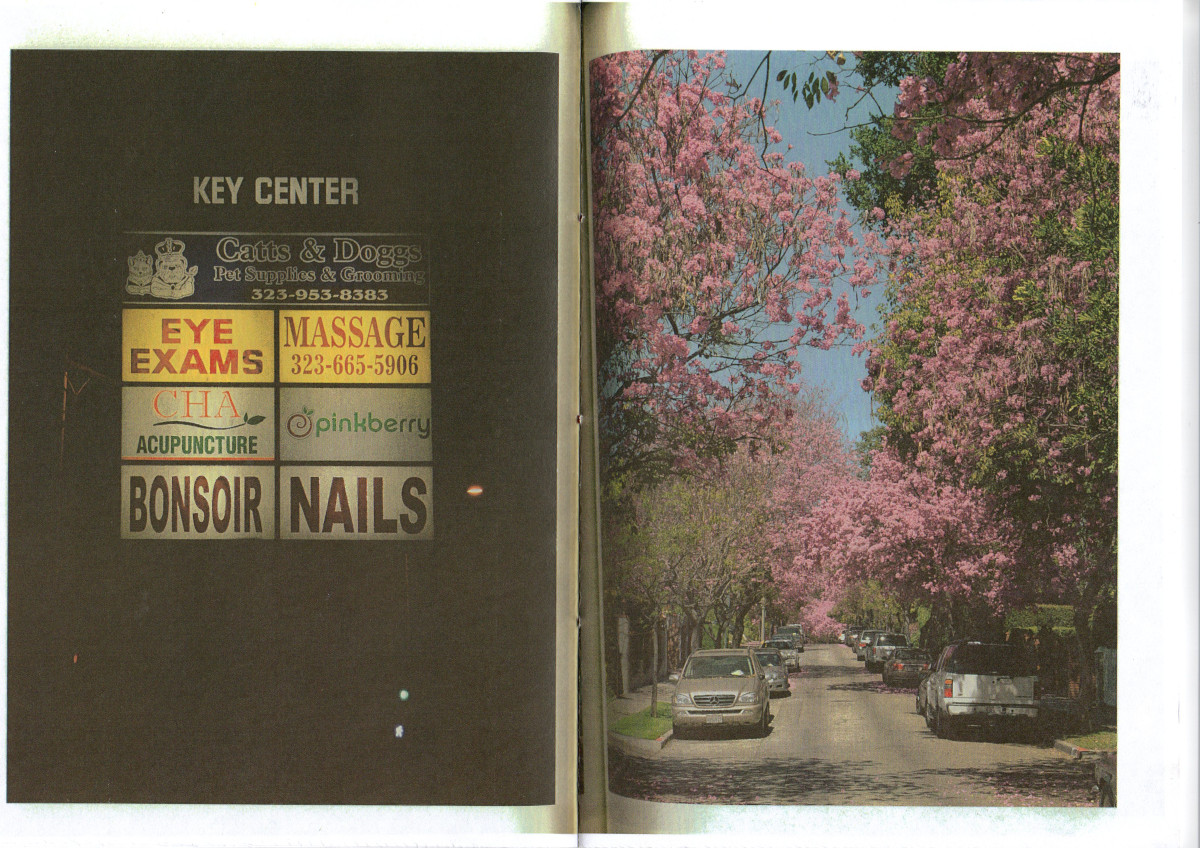 KEY CENTER
Catts & Doggs
Pet Supplies & Grooming
323-953-8383
EYE
EXAMS
MASSAGE
323-665-5906
CHA
ACUPUNCTURE
pinkberry
BONSOIR
NAILS